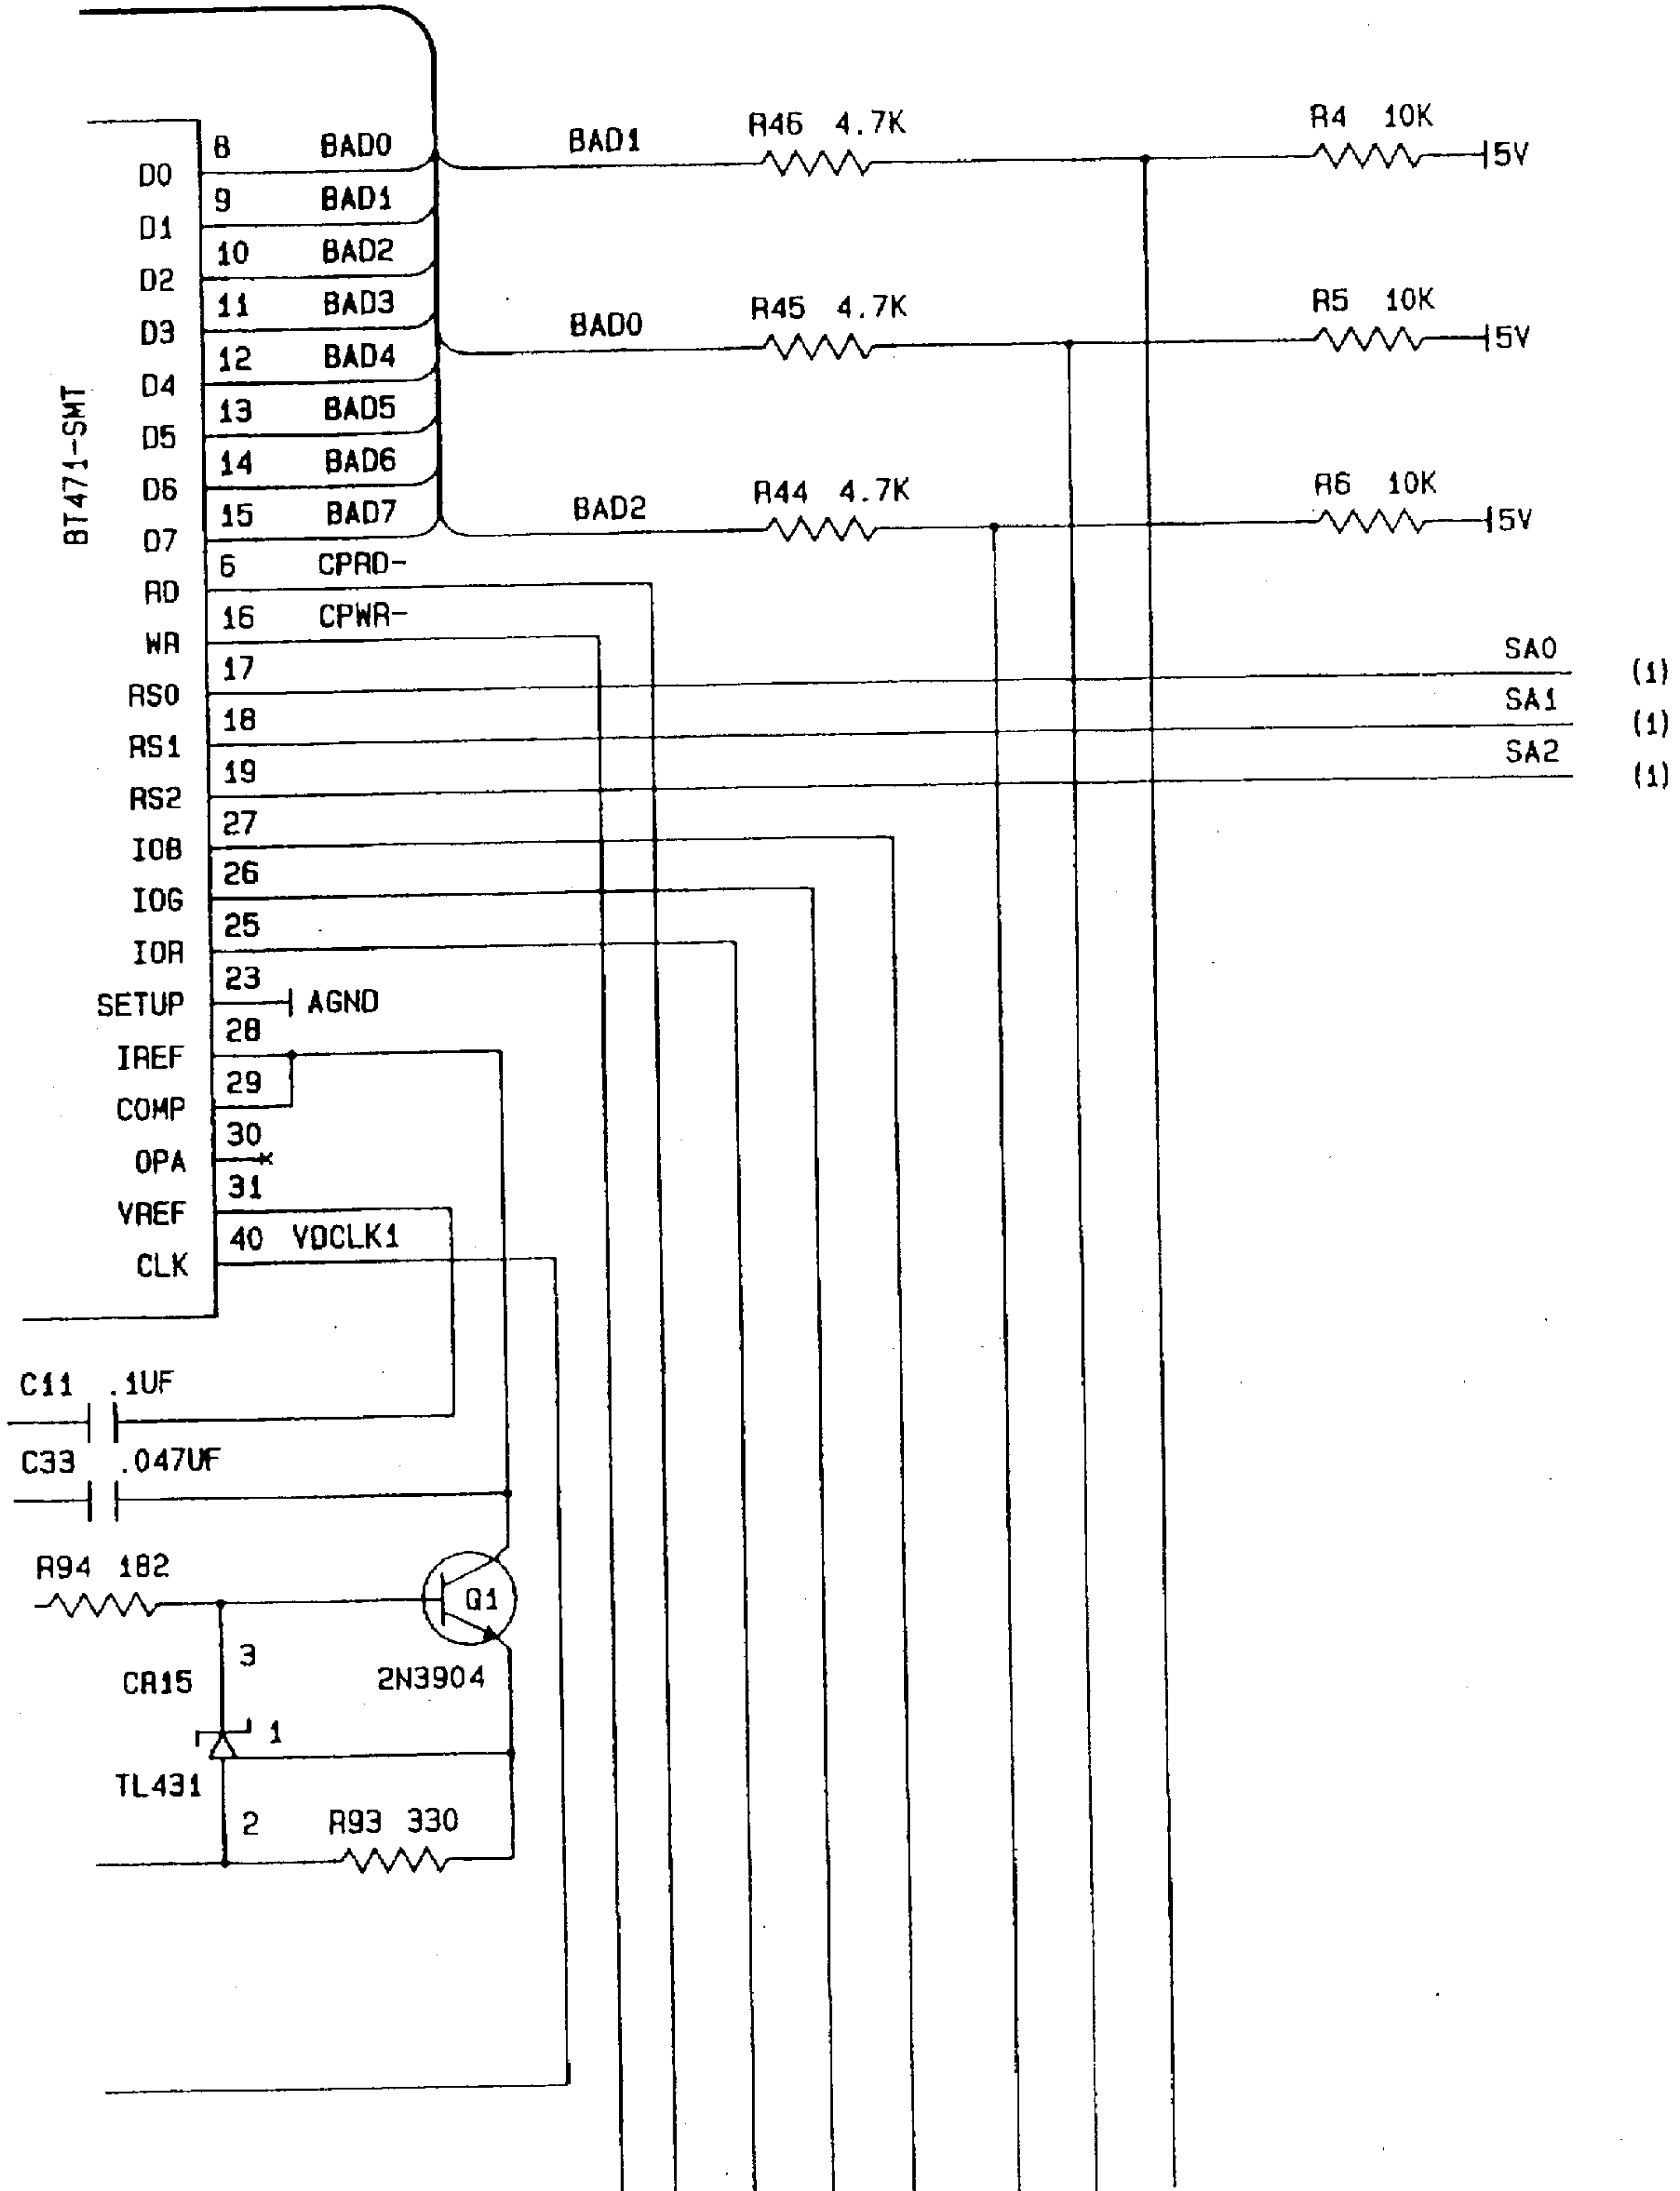 BAD1 R46 4.7K R4 10K 5V
8 BAD0
D0
9 BAD1
D1
10 BAD2
D2
11 BAD3
D3
BAD0 R45 4.7K R5 10K 5V
12 BAD4
D4
13 BAD5
D5
14 BAD6
D6
15 BAD7
D7
BT471-SMT
BAD2 R44 4.7K R6 10K 5V
6 CPRD-
RD
16 CPWR-
WR
17 SA0 (1)
RS0
18 SA1 (1)
RS1
19 SA2 (1)
RS2
27
IOB
26
IOG
25
IOR
23
SETUP AGND
28
IREF
29
COMP
30
OPA
31
VREF
40 VDCLK1
CLK
C11 .1UF
C33 .047UF
R94 182
Q1
3
CR15 2N3904
1
TL431
2 R93 330